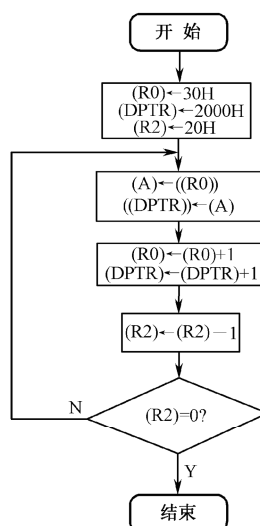 开 始
(R0)←30H
(DPTR)←2000H
(R2)←20H
(A)←((R0))
((DPTR))←(A)
(R0)←(R0)+1
(DPTR)←(DPTR)+1
(R2)←(R2)－1
(R2)=0?
N
Y
结束